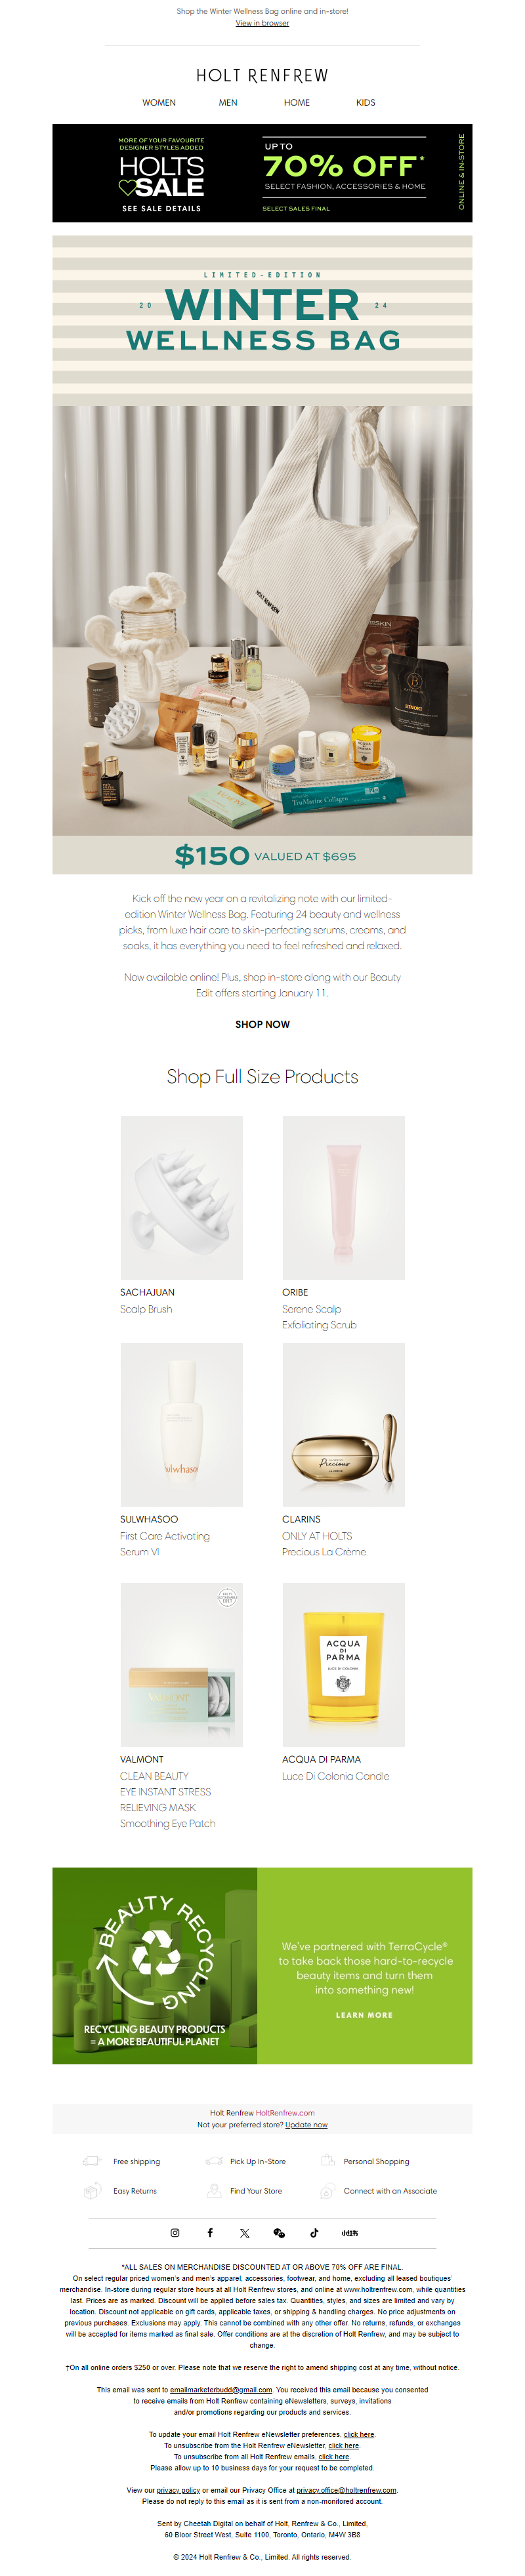 Shop the Winter Wellness Bag online and in-store!
View in browser
HOLT RENFREW
WOMEN MEN HOME KIDS
MORE OF YOUR FAVOURITE
DESIGNER STYLES ADDED
HOLTS
SALE
SEE SALE DETAILS
UP TO
70% OFF*
SELECT FASHION, ACCESSORIES & HOME
SELECT SALES FINAL
ONLINE & IN-STORE
LIMITED-EDITION
20 WINTER 24
WELLNESS BAG
HOLT RENFREW
TruMarine Collagen
$150 VALUED AT $695
Kick off the new year on a revitalizing note with our limited-
edition Winter Wellness Bag. Featuring 24 beauty and wellness
picks, from luxe hair care to skin-perfecting serums, creams, and
soaks, it has everything you need to feel refreshed and relaxed.
Now available online! Plus, shop in-store along with our Beauty
Edit offers starting January 11.
SHOP NOW
Shop Full Size Products
SACHAJUAN
Scalp Brush
ORIBE
Serene Scalp
Exfoliating Scrub
ulwhaso
SULWHASOO
First Care Activating
Serum VI
Precious
CLARINS
ONLY AT HOLTS
Precious La Crème
VALMONT
VALMONT
CLEAN BEAUTY
EYE INSTANT STRESS
RELIEVING MASK
Smoothing Eye Patch
ACQUA
DI
PARMA
ACQUA DI PARMA
Luce Di Colonia Candle
BEAUTY RECYCLING
RECYCLING BEAUTY PRODUCTS
= A MORE BEAUTIFUL PLANET
We've partnered with TerraCycle®
to take back those hard-to-recycle
beauty items and turn them
into something new!
LEARN MORE
Holt Renfrew HoltRenfrew.com
Not your preferred store? Update now
Free shipping Pick Up In-Store Personal Shopping
Easy Returns Find Your Store Connect with an Associate
*ALL SALES ON MERCHANDISE DISCOUNTED AT OR ABOVE 70% OFF ARE FINAL.
On select regular priced women's and men's apparel, accessories, footwear, and home, excluding all leased boutiques'
merchandise. In-store during regular store hours at all Holt Renfrew stores, and online at www.holtrenfrew.com, while quantities
last. Prices are as marked. Discount will be applied before sales tax. Quantities, styles, and sizes are limited and vary by
location. Discount not applicable on gift cards, applicable taxes, or shipping & handling charges. No price adjustments on
previous purchases. Exclusions may apply. This cannot be combined with any other offer. No returns, refunds, or exchanges
will be accepted for items marked as final sale. Offer conditions are at the discretion of Holt Renfrew, and may be subject to
change.
†On all online orders $250 or over. Please note that we reserve the right to amend shipping cost at any time, without notice.
This email was sent to emailmarketerbudd@gmail.com. You received this email because you consented
to receive emails from Holt Renfrew containing eNewsletters, surveys, invitations
and/or promotions regarding our products and services.
To update your email Holt Renfrew eNewsletter preferences, click here.
To unsubscribe from the Holt Renfrew eNewsletter, click here.
To unsubscribe from all Holt Renfrew emails, click here.
Please allow up to 10 business days for your request to be completed.
View our privacy policy or email our Privacy Office at privacy.office@holtrenfrew.com.
Please do not reply to this email as it is sent from a non-monitored account.
Sent by Cheetah Digital on behalf of Holt, Renfrew & Co., Limited,
60 Bloor Street West, Suite 1100, Toronto, Ontario, M4W 3B8
© 2024 Holt Renfrew & Co., Limited. All rights reserved.